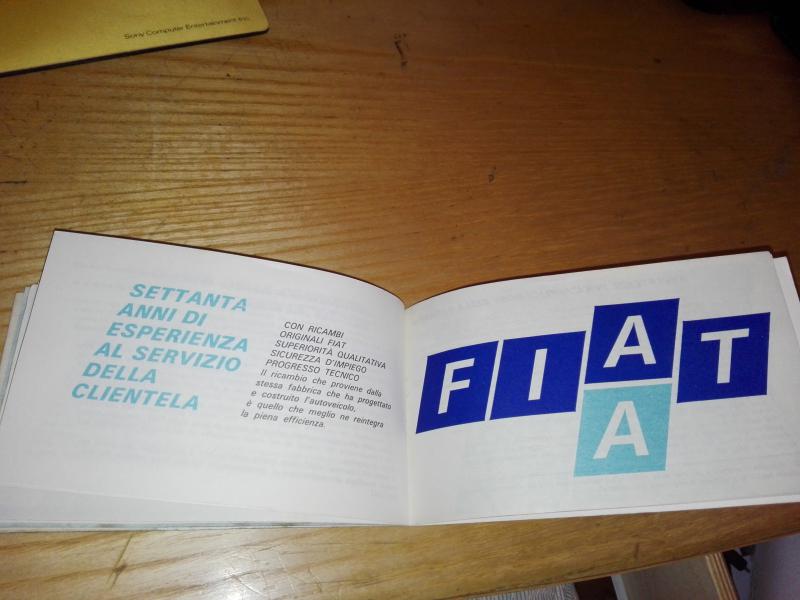 Sony Computer Entertainment Inc.
SETTANTA
ANNI DI
ESPERIENZA
AL SERVIZIO
DELLA
CLIENTELA
CON RICAMBI
ORIGINALI FIAT
SUPERIORITÀ QUALITATIVA
SICUREZZA D'IMPIEGO
PROGRESSO TECNICO
Il ricambio che proviene dalla
stessa fabbrica che ha progettato
e costruito l'autoveicolo,
è quello che meglio ne reintegra
la piena efficienza.
FIAT
A